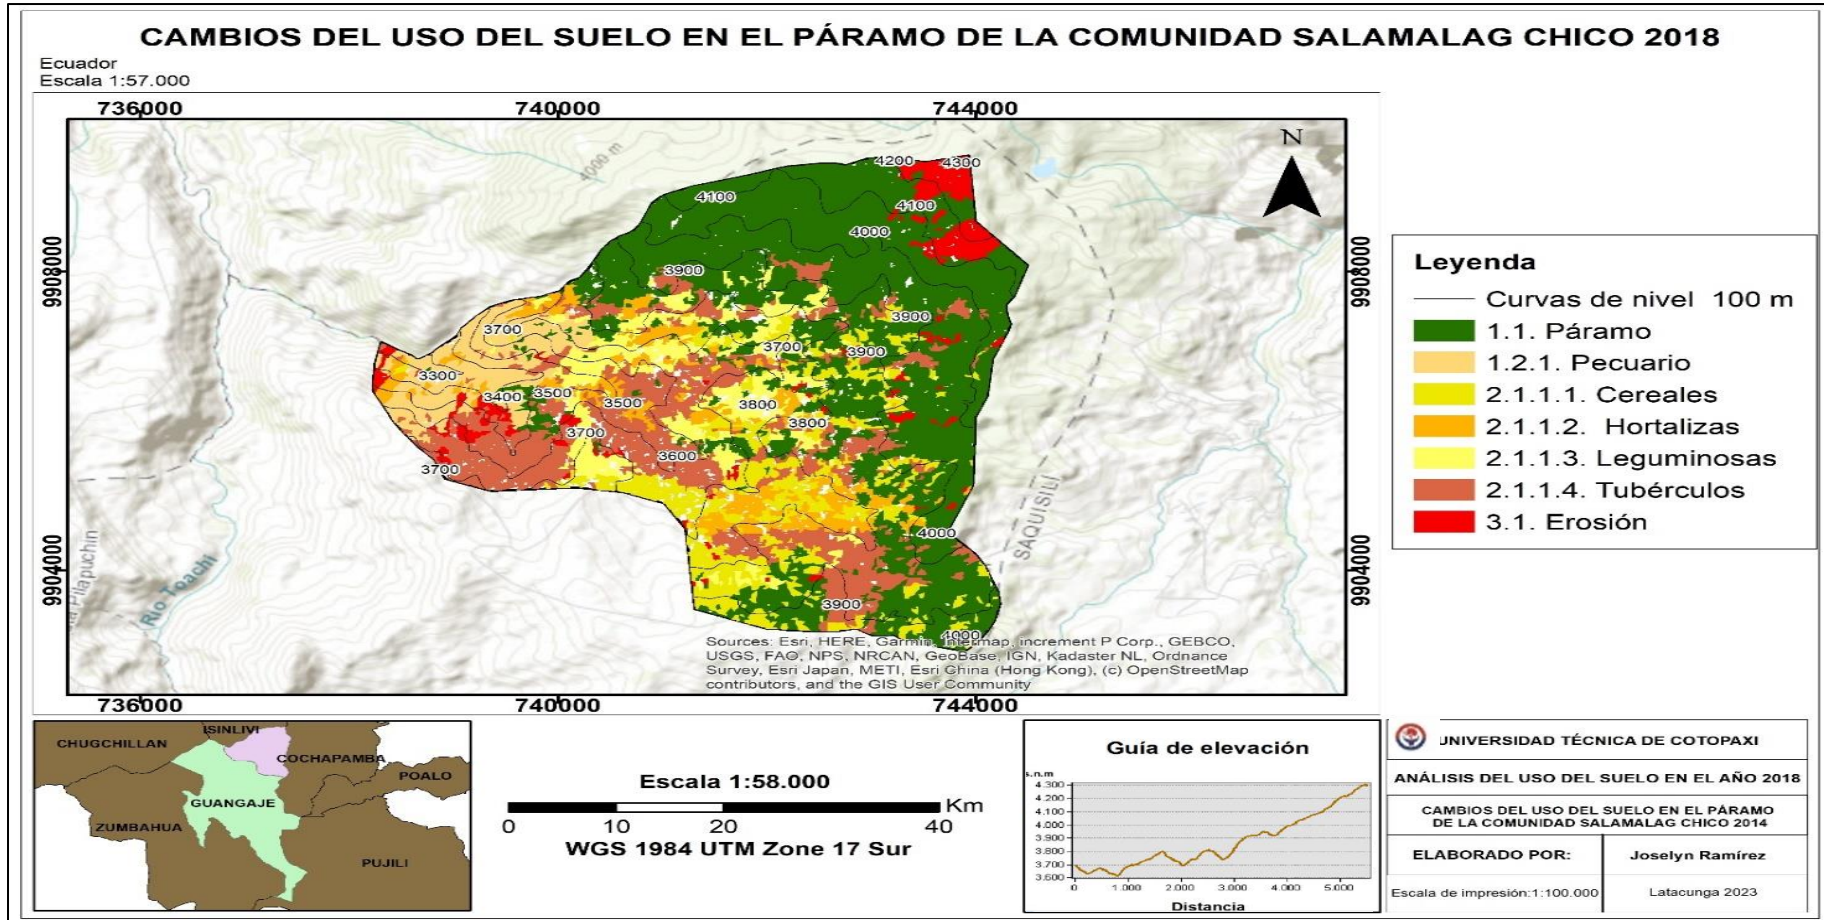 CAMBIOS DEL USO DEL SUELO EN EL PÁRAMO DE LA COMUNIDAD SALAMALAG CHICO 2018
Ecuador
Escala 1:57.000
736000
740000
744000
N
4000 m
4200
4300
4100
4100
4000
3900
3900
3700
3700
3900
3300
3400
3500
3500
3800
3800
3700
3600
3700
4000
3900
4000
9908000
9908000
9904000
9904000
SAQUISILÍ
Pilapuchin
Río Toachi
Sources: Esri, HERE, Garmin, Intermap, increment P Corp., GEBCO,
USGS, FAO, NPS, NRCAN, GeoBase, IGN, Kadaster NL, Ordnance
Survey, Esri Japan, METI, Esri China (Hong Kong), (c) OpenStreetMap
contributors, and the GIS User Community
736000
740000
744000
Leyenda
Curvas de nivel 100 m
1.1. Páramo
1.2.1. Pecuario
2.1.1.1. Cereales
2.1.1.2. Hortalizas
2.1.1.3. Leguminosas
2.1.1.4. Tubérculos
3.1. Erosión
ISINLIVI
CHUGCHILLAN
COCHAPAMBA
POALO
GUANGAJE
ZUMBAHUA
PUJILI
Escala 1:58.000
Km
0 10 20 40
WGS 1984 UTM Zone 17 Sur
Guía de elevación
s.n.m
4.300
4.200
4.100
4.000
3.900
3.800
3.700
3.600
0 1.000 2.000 3.000 4.000 5.000
Distancia
UNIVERSIDAD TÉCNICA DE COTOPAXI
ANÁLISIS DEL USO DEL SUELO EN EL AÑO 2018
CAMBIOS DEL USO DEL SUELO EN EL PÁRAMO
DE LA COMUNIDAD SALAMALAG CHICO 2014
ELABORADO POR:
Joselyn Ramírez
Escala de impresión:1:100.000
Latacunga 2023